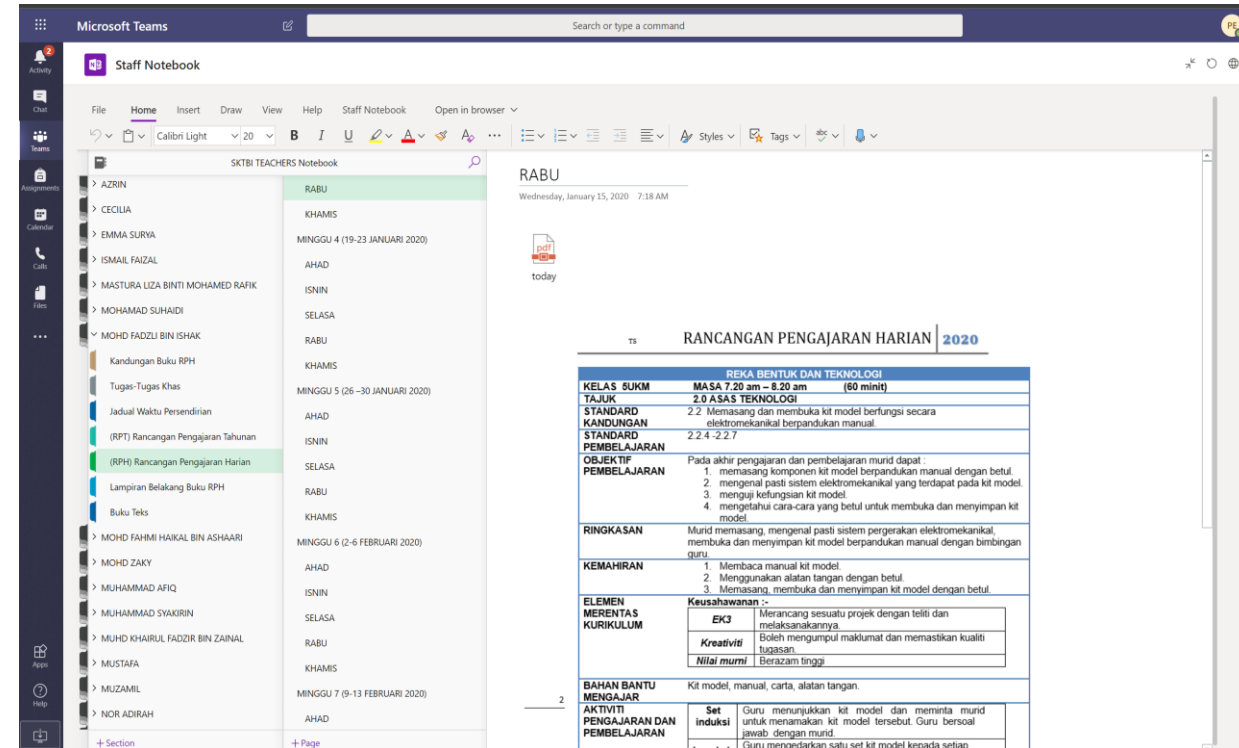 Microsoft Teams
Search or type a command
PE
2
Activity
Chat
Teams
Assignments
Calendar
Calls
Files
Apps
Help
Staff Notebook
File Home Insert Draw View Help Staff Notebook Open in browser
Calibri Light 20 B I U A Styles Tags abc
SKTBI TEACHERS Notebook
AZRIN
CECILIA
EMMA SURYA
ISMAIL FAIZAL
MASTURA LIZA BINTI MOHAMED RAFIK
MOHAMAD SUHAIDI
MOHD FADZLI BIN ISHAK
Kandungan Buku RPH
Tugas-Tugas Khas
Jadual Waktu Persendirian
(RPT) Rancangan Pengajaran Tahunan
(RPH) Rancangan Pengajaran Harian
Lampiran Belakang Buku RPH
Buku Teks
MOHD FAHMI HAIKAL BIN ASHAARI
MOHD ZAKY
MUHAMMAD AFIQ
MUHAMMAD SYAKIRIN
MUHD KHAIRUL FADZIR BIN ZAINAL
MUSTAFA
MUZAMIL
NOR ADIRAH
+ Section
RABU
KHAMIS
MINGGU 4 (19-23 JANUARI 2020)
AHAD
ISNIN
SELASA
RABU
KHAMIS
MINGGU 5 (26 –30 JANUARI 2020)
AHAD
ISNIN
SELASA
RABU
KHAMIS
MINGGU 6 (2-6 FEBRUARI 2020)
AHAD
ISNIN
SELASA
RABU
KHAMIS
MINGGU 7 (9-13 FEBRUARI 2020)
AHAD
+ Page
RABU
Wednesday, January 15, 2020 7:18 AM
pdf
today
TS RANCANGAN PENGAJARAN HARIAN 2020
REKA BENTUK DAN TEKNOLOGI
KELAS 5UKM MASA 7.20 am – 8.20 am (60 minit)
TAJUK 2.0 ASAS TEKNOLOGI
STANDARD KANDUNGAN 2.2 Memasang dan membuka kit model berfungsi secara
elektromekanikal berpandukan manual.
STANDARD PEMBELAJARAN 2.2.4 -2.2.7
OBJEKTIF PEMBELAJARAN Pada akhir pengajaran dan pembelajaran murid dapat :
1. memasang komponen kit model berpandukan manual dengan betul.
2. mengenal pasti sistem elektromekanikal yang terdapat pada kit model.
3. menguji kefungsian kit model.
4. mengetahui cara-cara yang betul untuk membuka dan menyimpan kit
model.
RINGKASAN Murid memasang, mengenal pasti sistem pergerakan elektromekanikal,
membuka dan menyimpan kit model berpandukan manual dengan bimbingan
guru.
KEMAHIRAN 1. Membaca manual kit model.
2. Menggunakan alatan tangan dengan betul.
3. Memasang, membuka dan menyimpan kit model dengan betul.
ELEMEN MERENTAS KURIKULUM Keusahawanan :-
EK3 Merancang sesuatu projek dengan teliti dan
melaksanakannya.
Kreativiti Boleh mengumpul maklumat dan memastikan kualiti
tugasan.
Nilai murni Berazam tinggi
BAHAN BANTU MENGAJAR Kit model, manual, carta, alatan tangan.
2
AKTIVITI PENGAJARAN DAN PEMBELAJARAN Set induksi Guru menunjukkan kit model dan meminta murid
untuk menamakan kit model tersebut. Guru bersoal
jawab dengan murid.
Guru mengedarkan satu set kit model kepada setiap